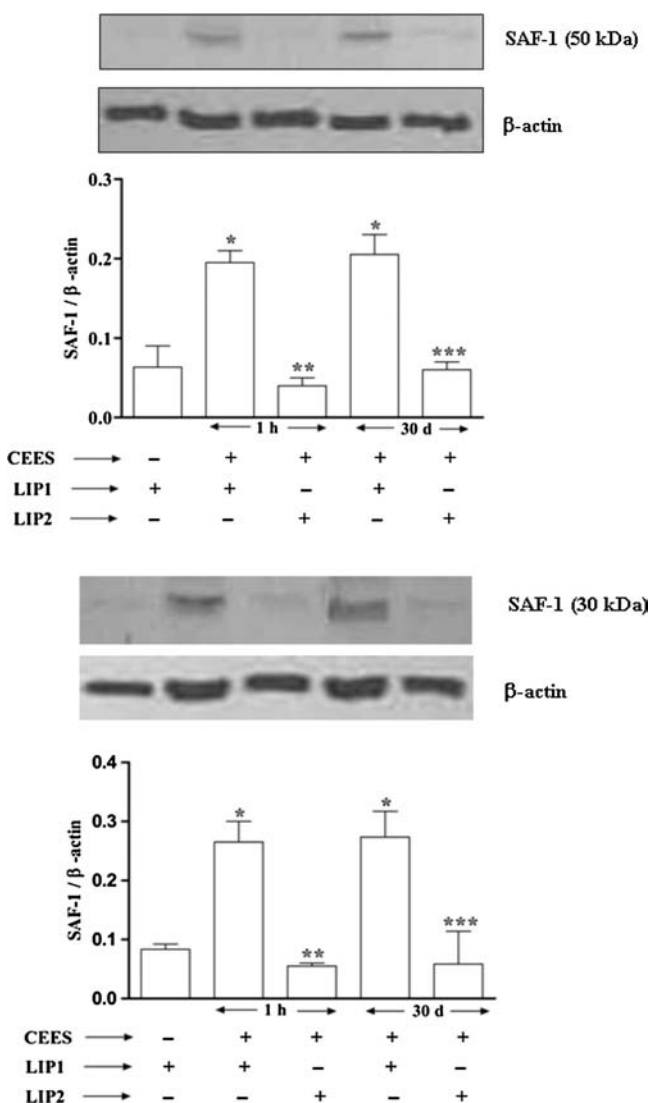 SAF-1 (50 kDa)
β-actin
0.3
0.2
0.1
0.0
SAF-1 / β -actin
* ** * ***
1 h 30 d
CEES → – + + + +
LIP1 → + + – + –
LIP2 → – – + – +
SAF-1 (30 kDa)
β-actin
0.4
0.3
0.2
0.1
0.0
SAF-1 / β -actin
* ** * ***
1 h 30 d
CEES → – + + + +
LIP1 → + + – + –
LIP2 → – – + – +